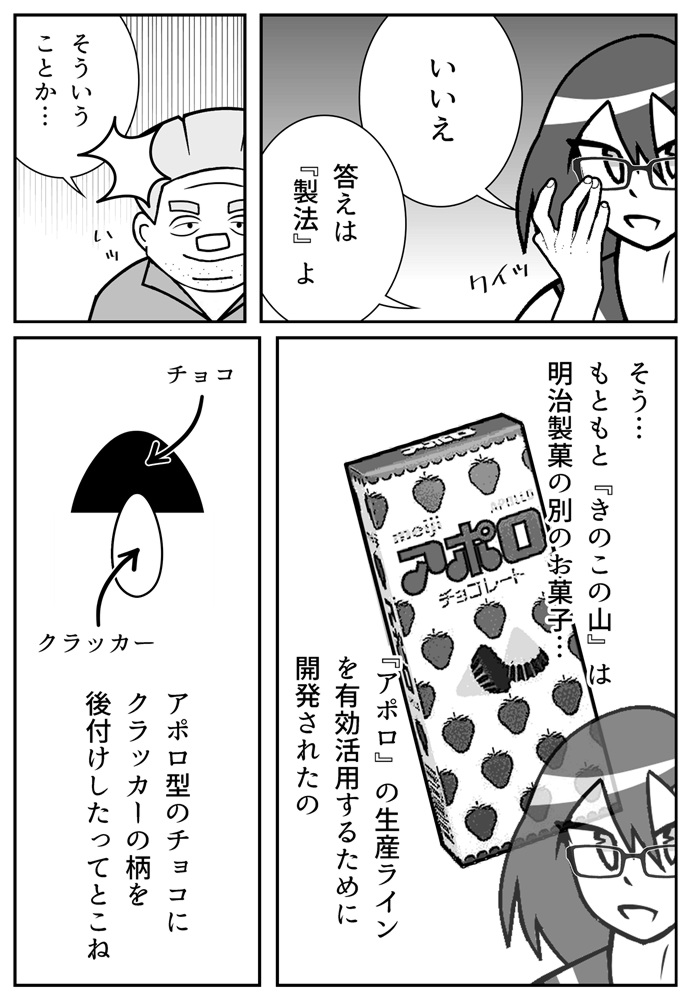 いいえ
答えは
『製法』よ
クイッ
そういう
ことか…
いッ
そう…
もともと『きのこの山』は
明治製菓の別のお菓子…
meiji
アポロ
APOLLO
アポロ
チョコレート
『アポロ』の生産ライン
を有効活用するために
開発されたの
チョコ
クラッカー
アポロ型のチョコに
クラッカーの柄を
後付けしたってとこね